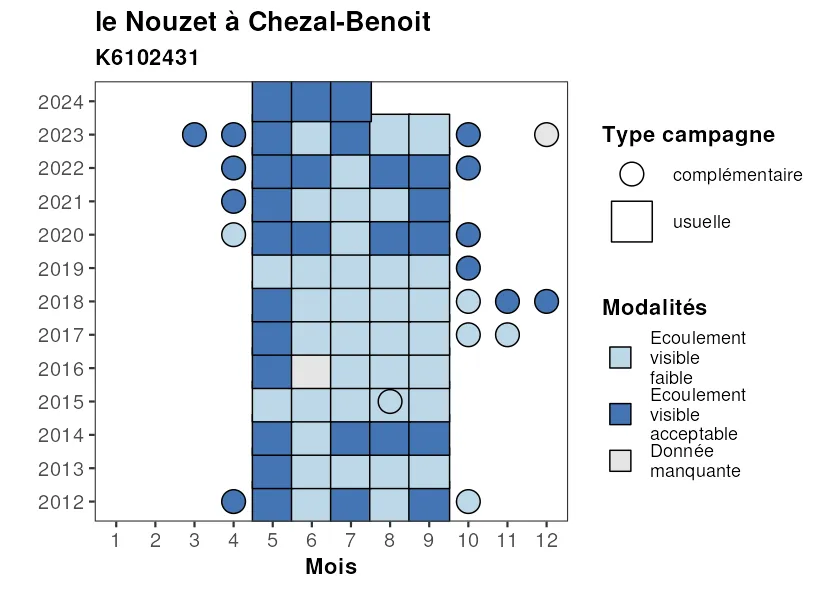 le Nouzet à Chezal-Benoit
K6102431
2024
2023
2022
2021
2020
2019
2018
2017
2016
2015
2014
2013
2012
1 2 3 4 5 6 7 8 9 10 11 12
Mois
Type campagne
complémentaire
usuelle
Modalités
Ecoulement
visible
faible
Ecoulement
visible
acceptable
Donnée
manquante